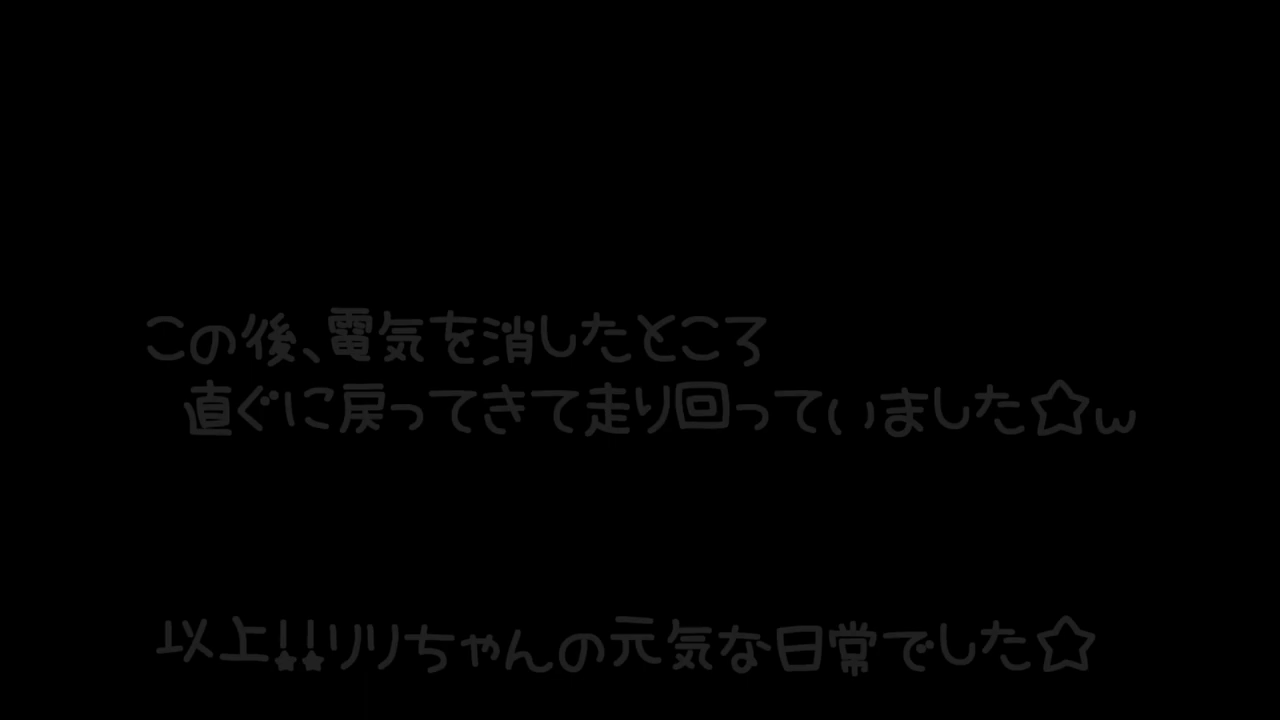 この後、電気を消したところ
直ぐに戻ってきて走り回っていました☆w
以上!!リリちゃんの元気な日常でした☆